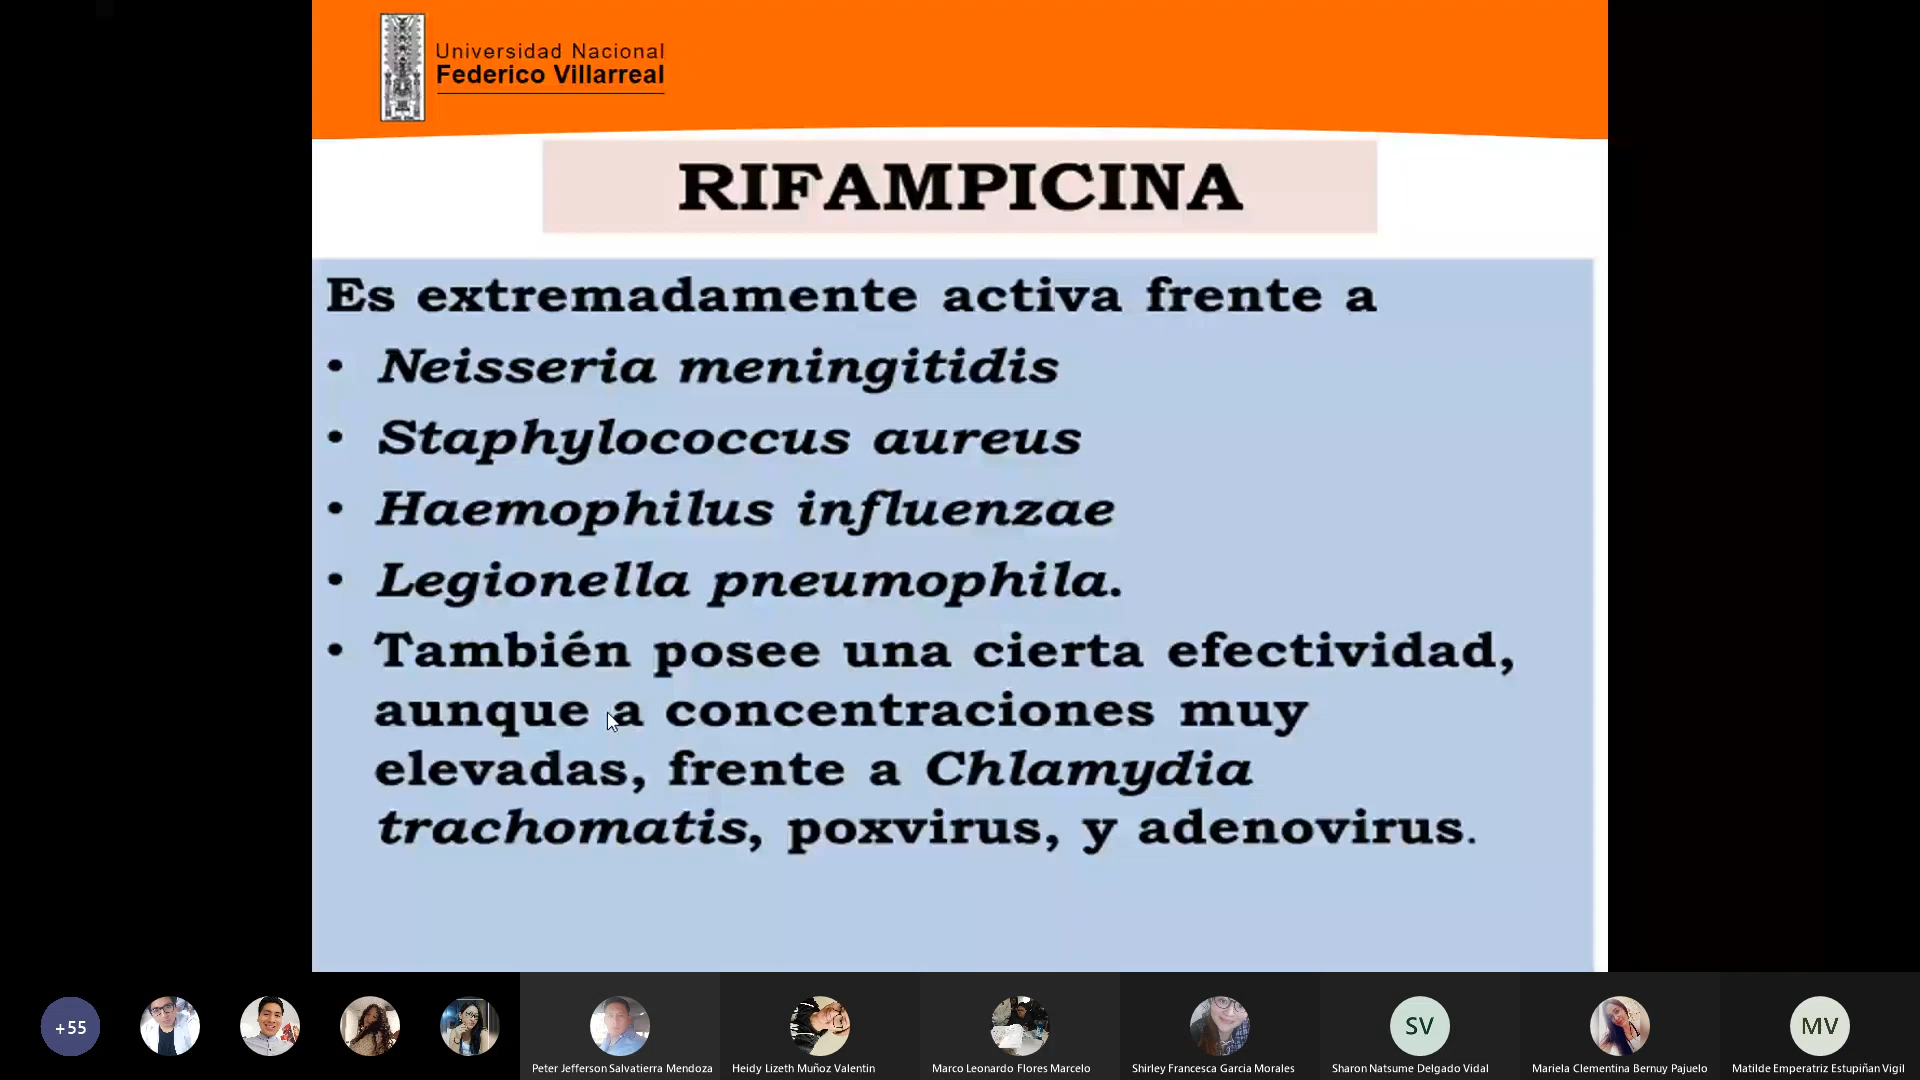 Universidad Nacional
Federico Villarreal
RIFAMPICINA
Es extremadamente activa frente a
• Neisseria meningitidis
• Staphylococcus aureus
• Haemophilus influenzae
• Legionella pneumophila.
• También posee una cierta efectividad,
aunque a concentraciones muy
elevadas, frente a Chlamydia
trachomatis, poxvirus, y adenovirus.
+55
SV
MV
Peter Jefferson Salvatierra Mendoza
Heidy Lizeth Muñoz Valentin
Marco Leonardo Flores Marcelo
Shirley Francesca Garcia Morales
Sharon Natsume Delgado Vidal
Mariela Clementina Bernuy Pajuelo
Matilde Emperatriz Estupiñan Vigil